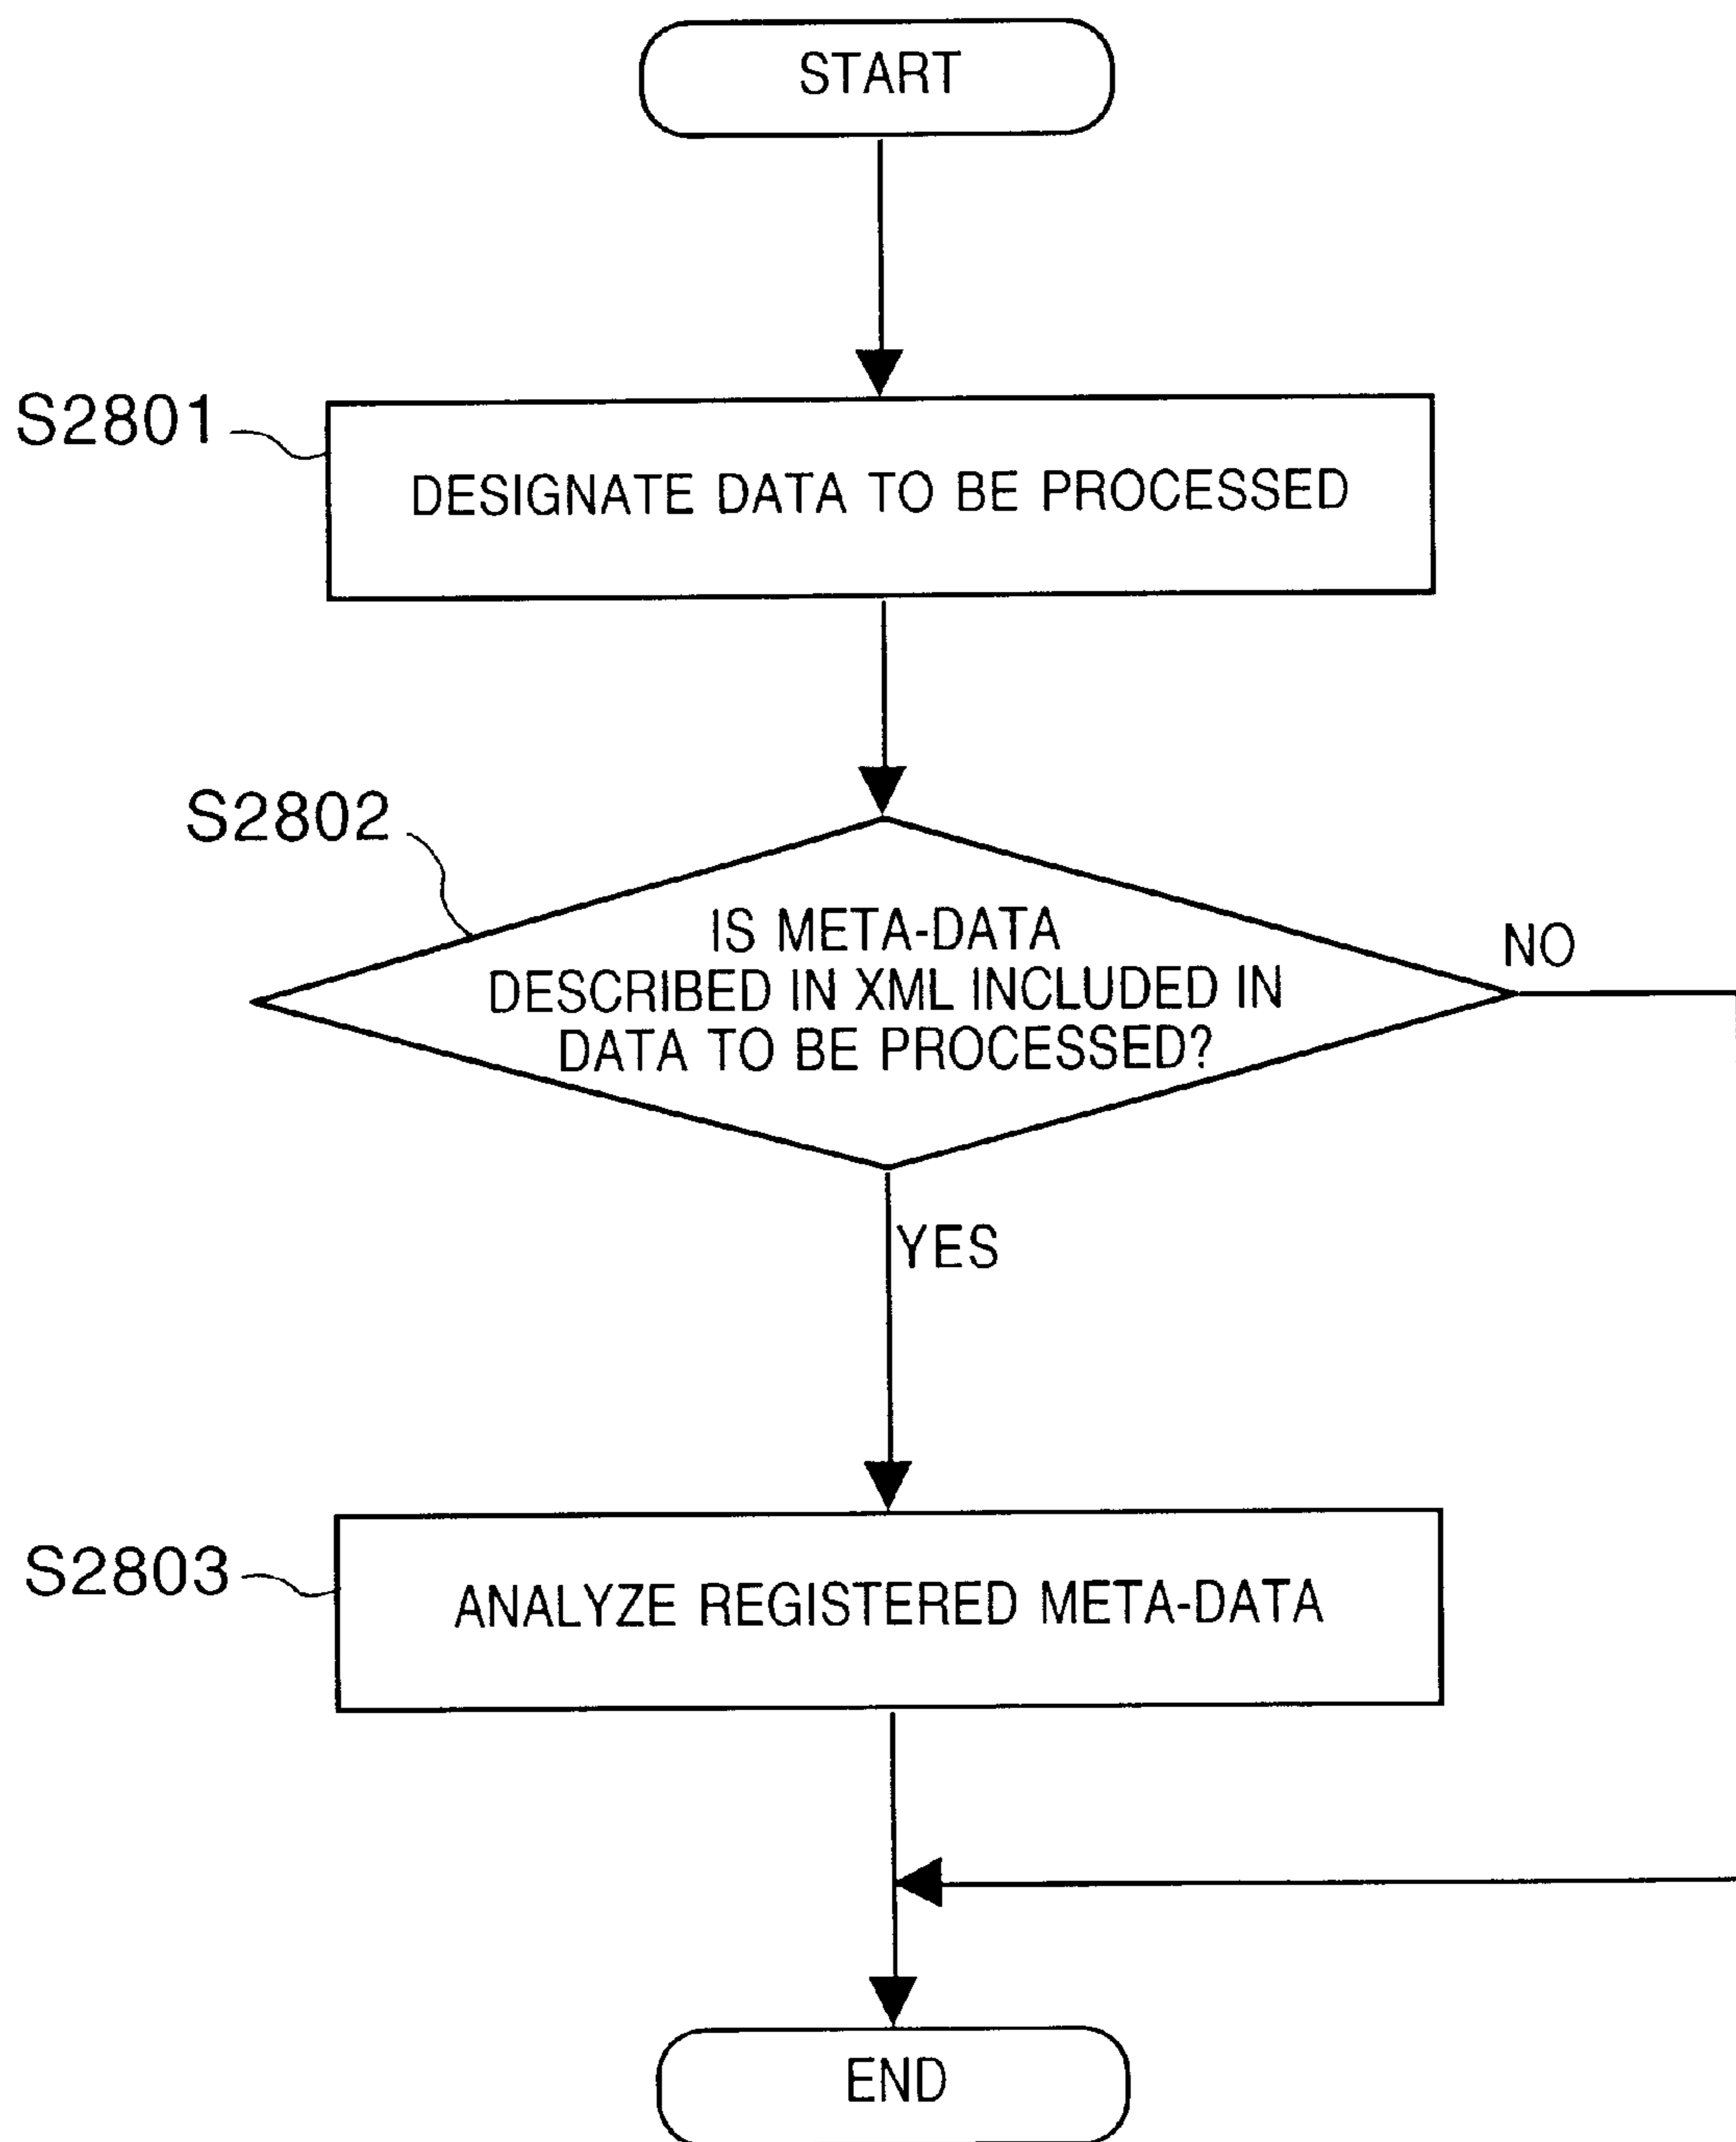 START
S2801
DESIGNATE DATA TO BE PROCESSED
S2802
IS META-DATA
DESCRIBED IN XML INCLUDED IN
DATA TO BE PROCESSED?
NO
YES
S2803
ANALYZE REGISTERED META-DATA
END